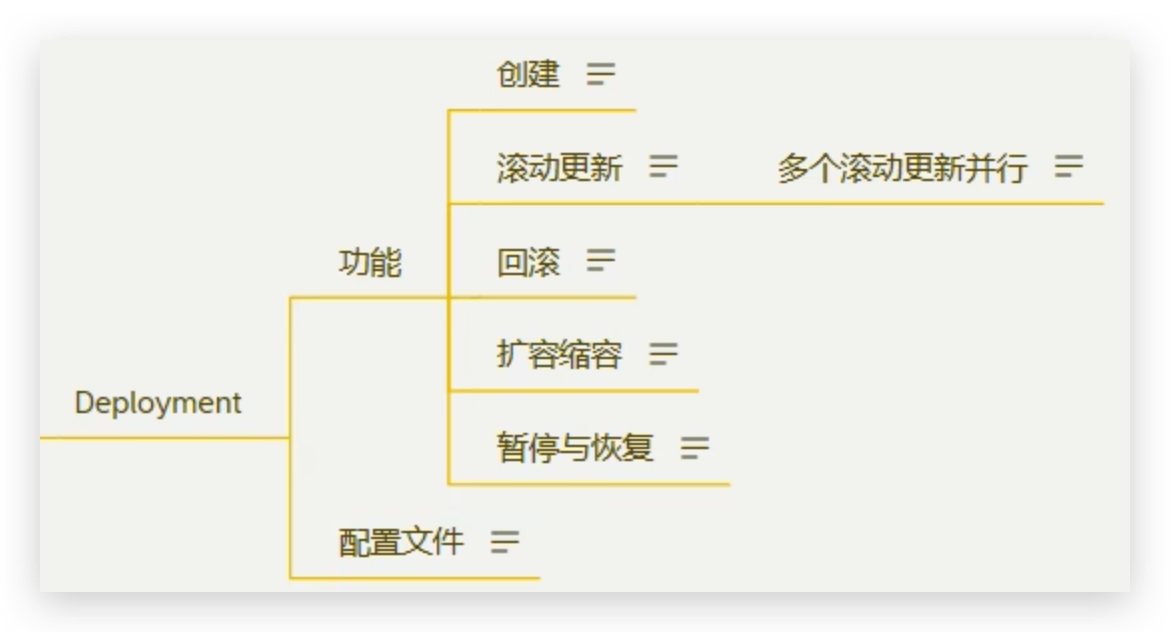 创建
滚动更新 多个滚动更新并行
功能
回滚
扩容缩容
Deployment
暂停与恢复
配置文件